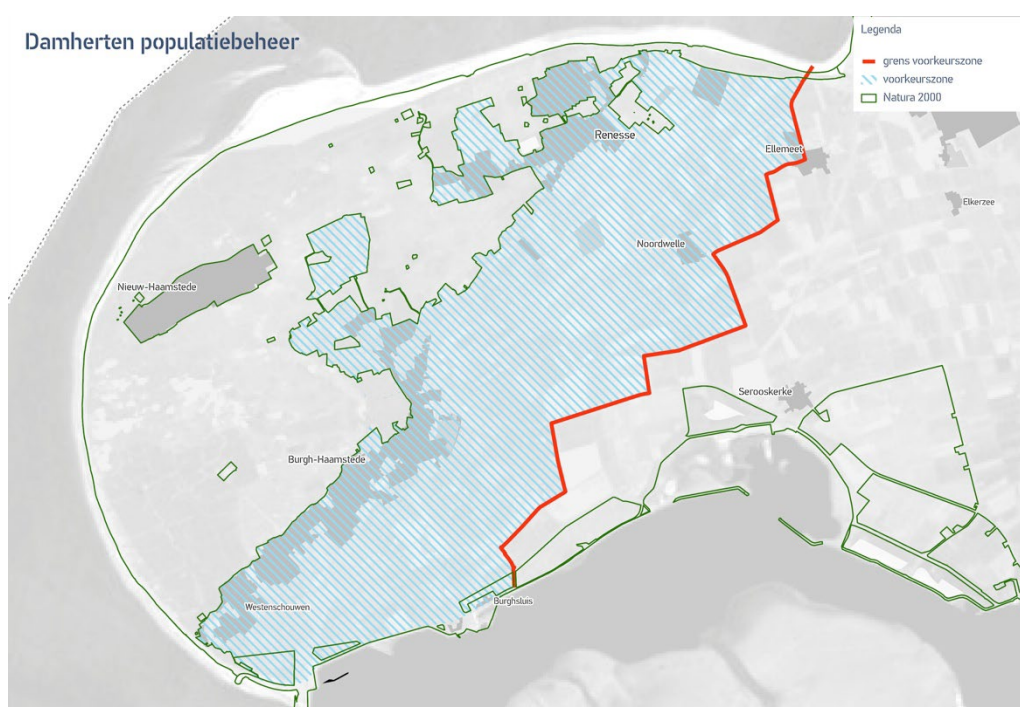 Damherten populatiebeheer
Legenda
grens voorkeurszone
voorkeurszone
Natura 2000
Renesse
Ellemeet
Elkerzee
Noordwelle
Nieuw-Haamstede
Serooskerke
Burgh-Haamstede
Burghsluis
Westenschouwen